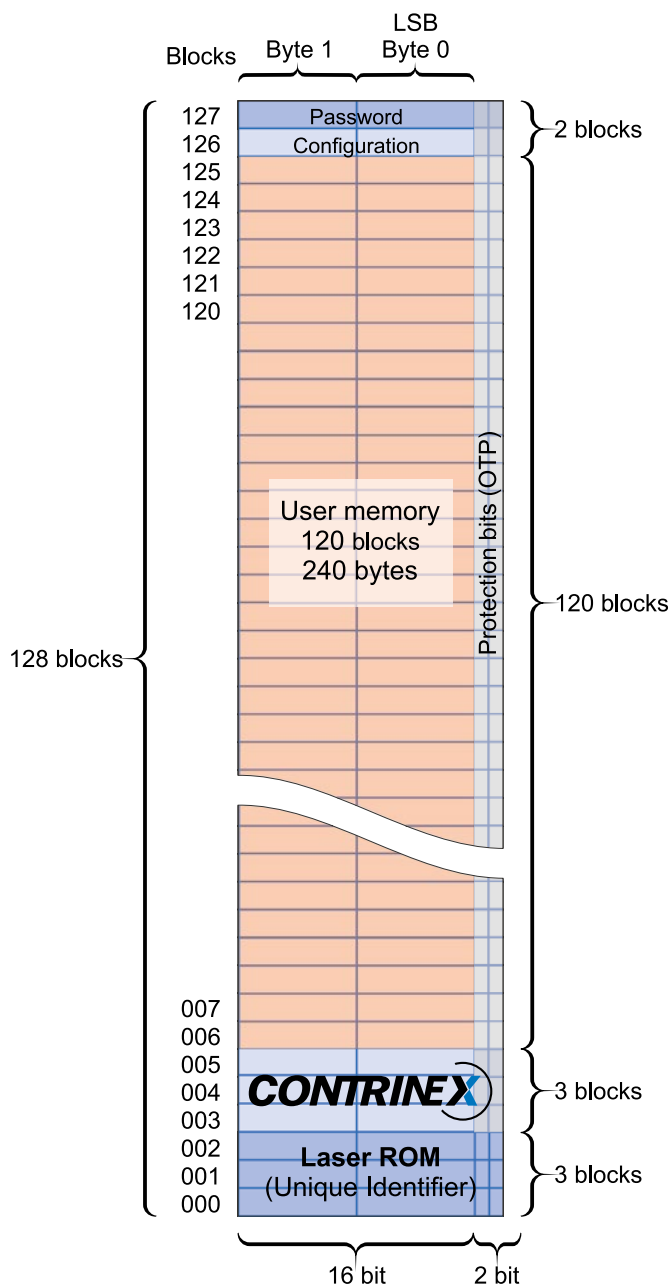 LSB
Blocks Byte 1 Byte 0
127 Password
2 blocks
126 Configuration
125
124
123
122
121
120
Protection bits (OTP)
User memory
120 blocks
240 bytes
120 blocks
128 blocks
007
006
005
004 CONTRINEX
3 blocks
003
002 Laser ROM
001 (Unique Identifier)
3 blocks
000
16 bit 2 bit